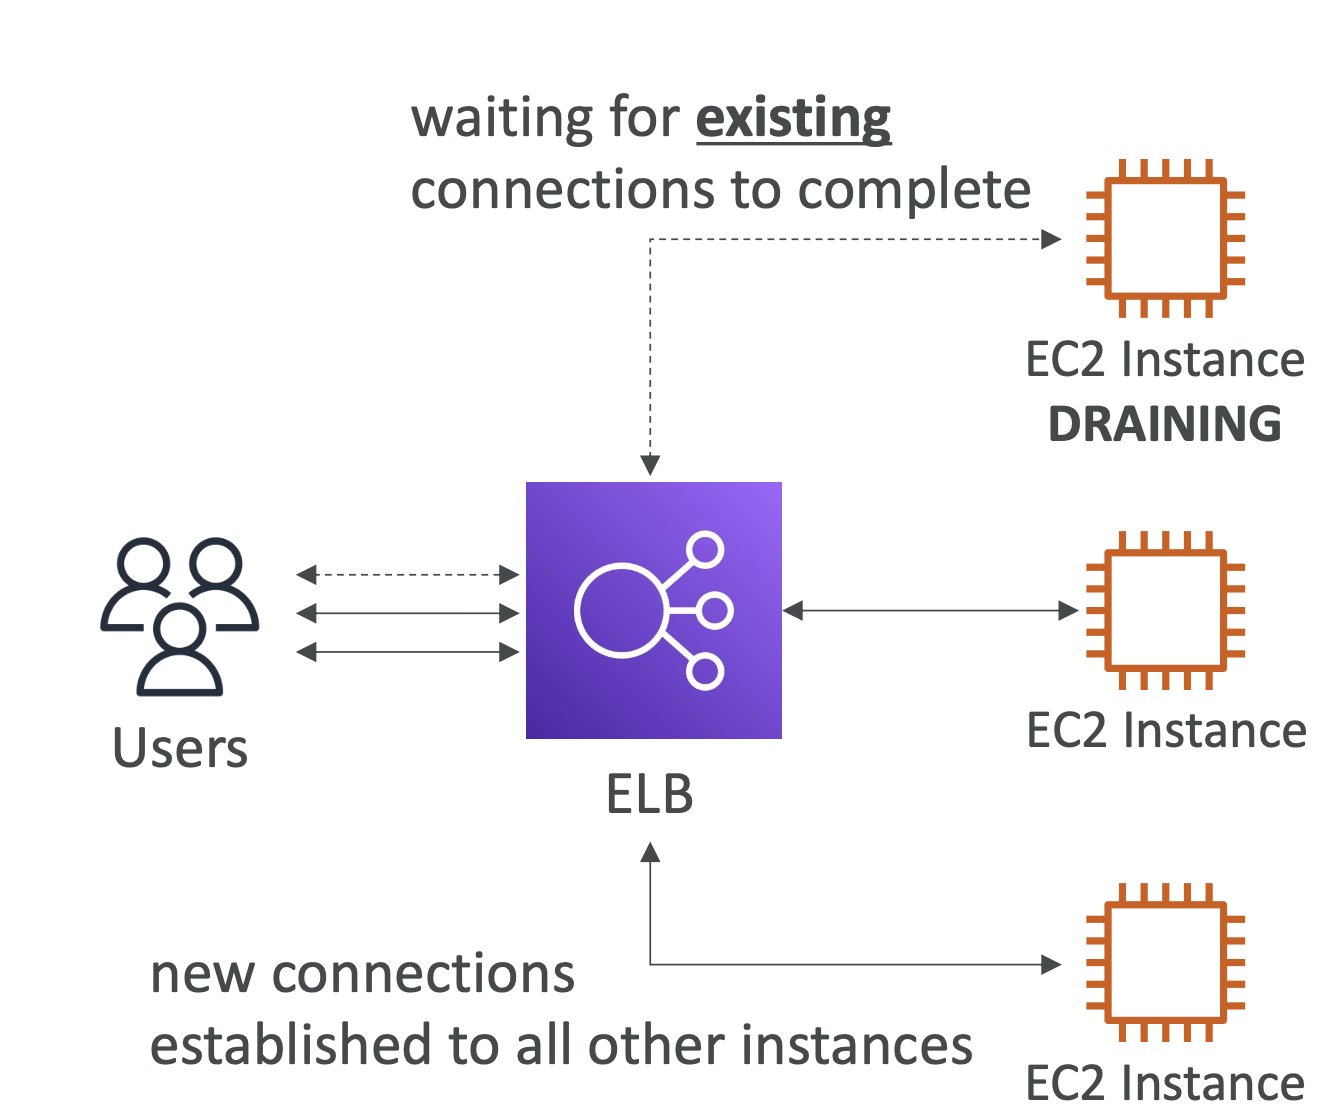 waiting for existing
connections to complete
EC2 Instance
DRAINING
Users
ELB
EC2 Instance
new connections
established to all other instances
EC2 Instance